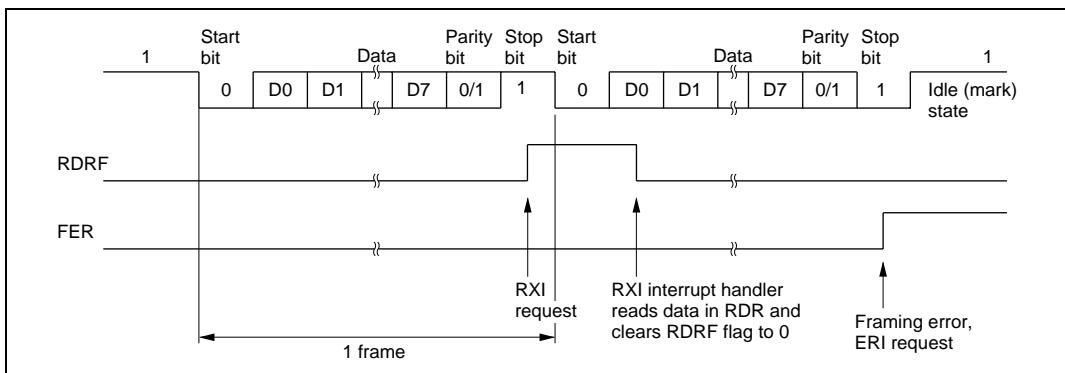 1
Start bit
Data
Parity bit
Stop bit
Start bit
Data
Parity bit
Stop bit
1
0
D0
D1
D7
0/1
1
0
D0
D1
D7
0/1
1
Idle (mark) state
RDRF
FER
RXI request
RXI interrupt handler
reads data in RDR and
clears RDRF flag to 0
Framing error,
ERI request
1 frame